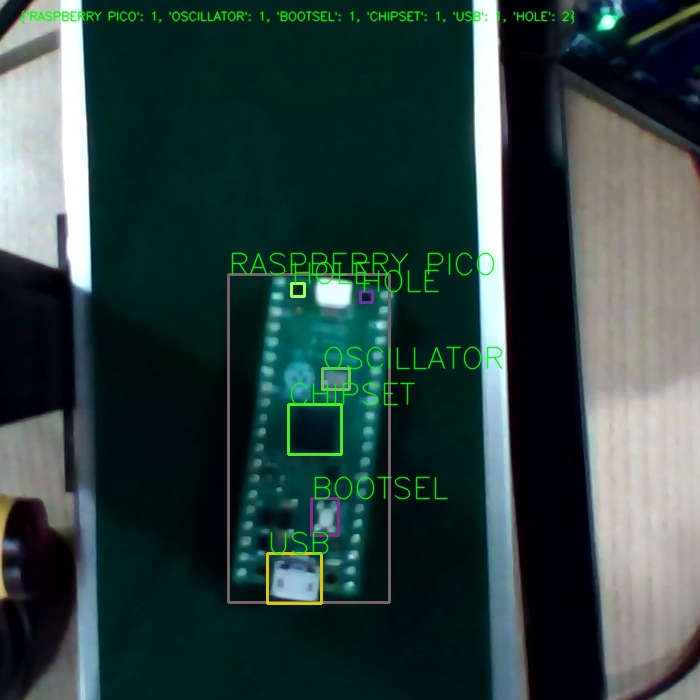 {'RASPBERRY PICO': 1, 'OSCILLATOR': 1, 'BOOTSEL': 1, 'CHIPSET': 1, 'USB': 1, 'HOLE': 2}
RASPBERRY PICO
HOLE
HOLE
OSCILLATOR
CHIPSET
BOOTSEL
USB